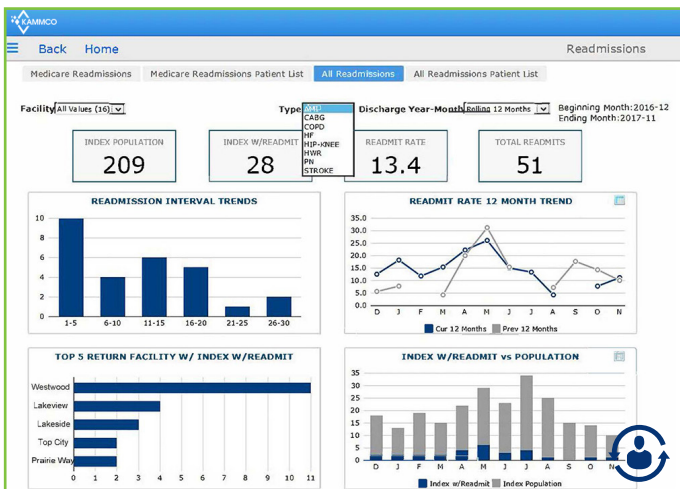 KAMMCO
Back Home Readmissions
Medicare Readmissions Medicare Readmissions Patient List All Readmissions All Readmissions Patient List
Facility All Values (16) Type AMI Discharge Year-Month Rolling 12 Months Beginning Month:2016-12
Ending Month:2017-11
CABG
COPD
HF
HIP-KNEE
HWR
PN
STROKE
INDEX POPULATION INDEX W/READMIT READMIT RATE TOTAL READMITS
209 28 13.4 51
READMISSION INTERVAL TRENDS
10
8
6
4
2
0
1-5 6-10 11-15 16-20 21-25 26-30
READMIT RATE 12 MONTH TREND
35.0
30.0
25.0
20.0
15.0
10.0
5.0
0.0
D J F M A M J J A S O N
Cur 12 Months Prev 12 Months
TOP 5 RETURN FACILITY W/ INDEX W/READMIT
Westwood
Lakeview
Lakeside
Top City
Prairie Way
0 1 2 3 4 5 6 7 8 9 10 11
INDEX W/READMIT vs POPULATION
35
30
25
20
15
10
5
0
D J F M A M J J A S O N
Index w/Readmit Index Population